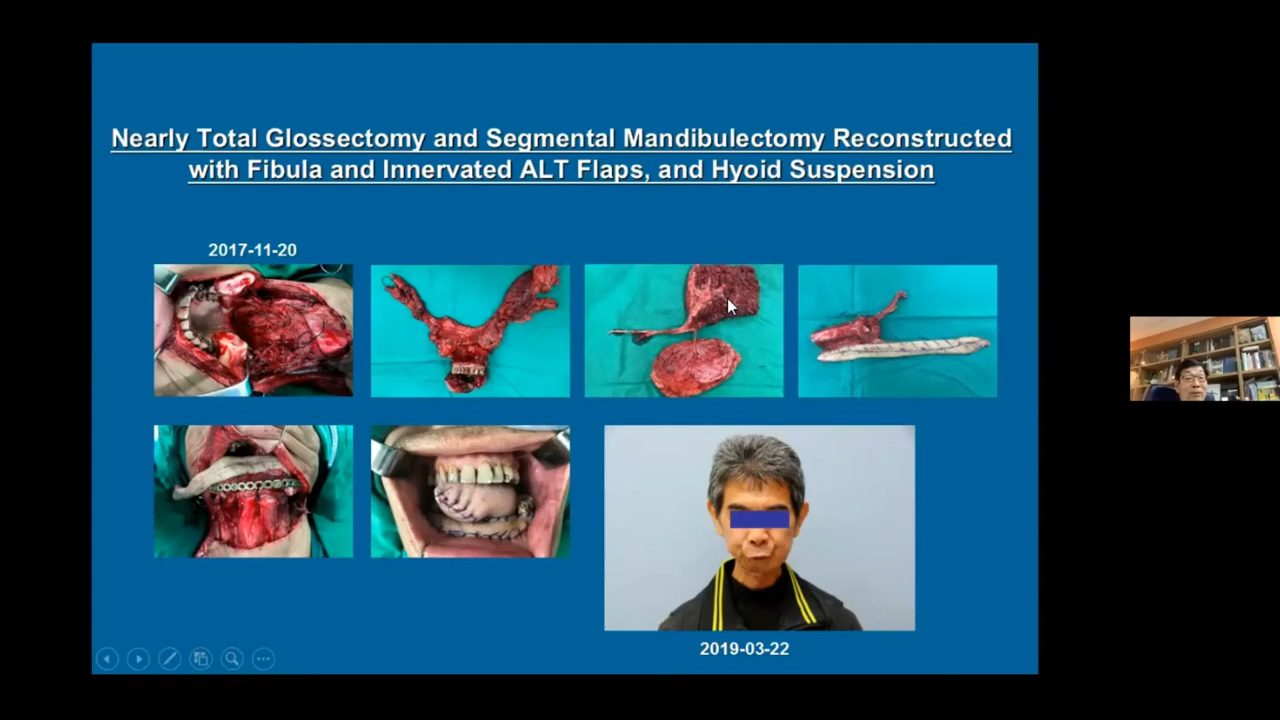 Nearly Total Glossectomy and Segmental Mandibulectomy Reconstructed
with Fibula and Innervated ALT Flaps, and Hyoid Suspension
2017-11-20
2019-03-22